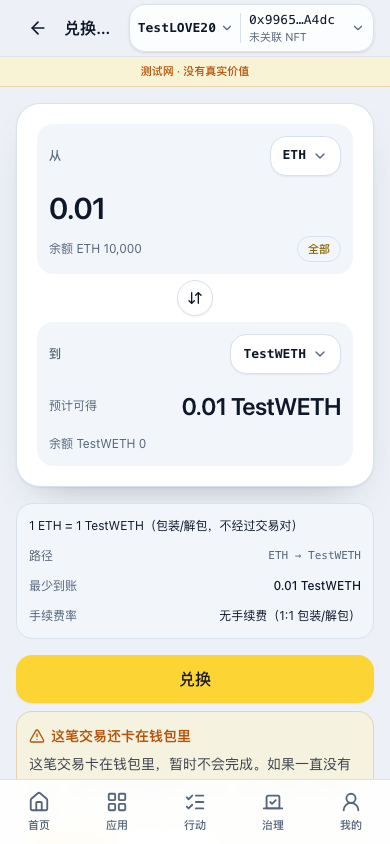 兑换...
TestLOVE20
0x9965…A4dc
未关联 NFT
测试网 · 没有真实价值
从
ETH
0.01
余额 ETH 10,000
全部
到
TestWETH
预计可得
0.01 TestWETH
余额 TestWETH 0
1 ETH = 1 TestWETH（包装/解包，不经过交易对）
路径
ETH → TestWETH
最少到账
0.01 TestWETH
手续费率
无手续费（1:1 包装/解包）
兑换
这笔交易还卡在钱包里
这笔交易卡在钱包里，暂时不会完成。如果一直没有
首页
应用
行动
治理
我的